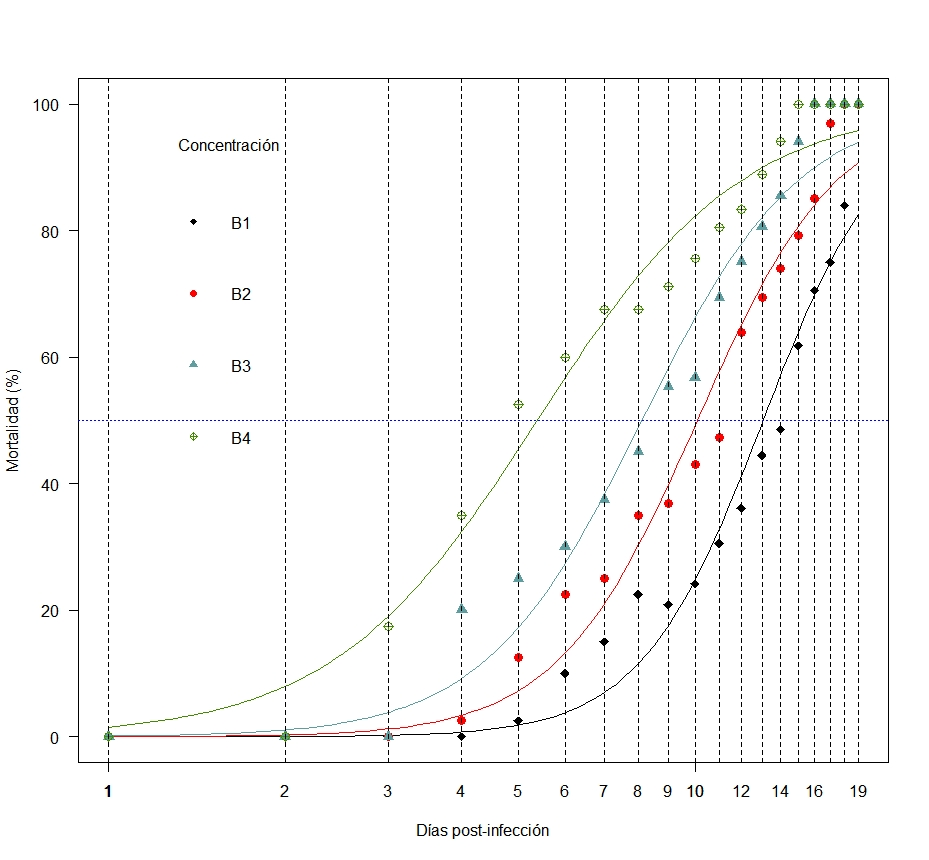 Concentración
B1
B2
B3
B4
Mortalidad (%)
100
80
60
40
20
0
1 2 3 4 5 6 7 8 9 10 12 14 16 19
Días post-infección